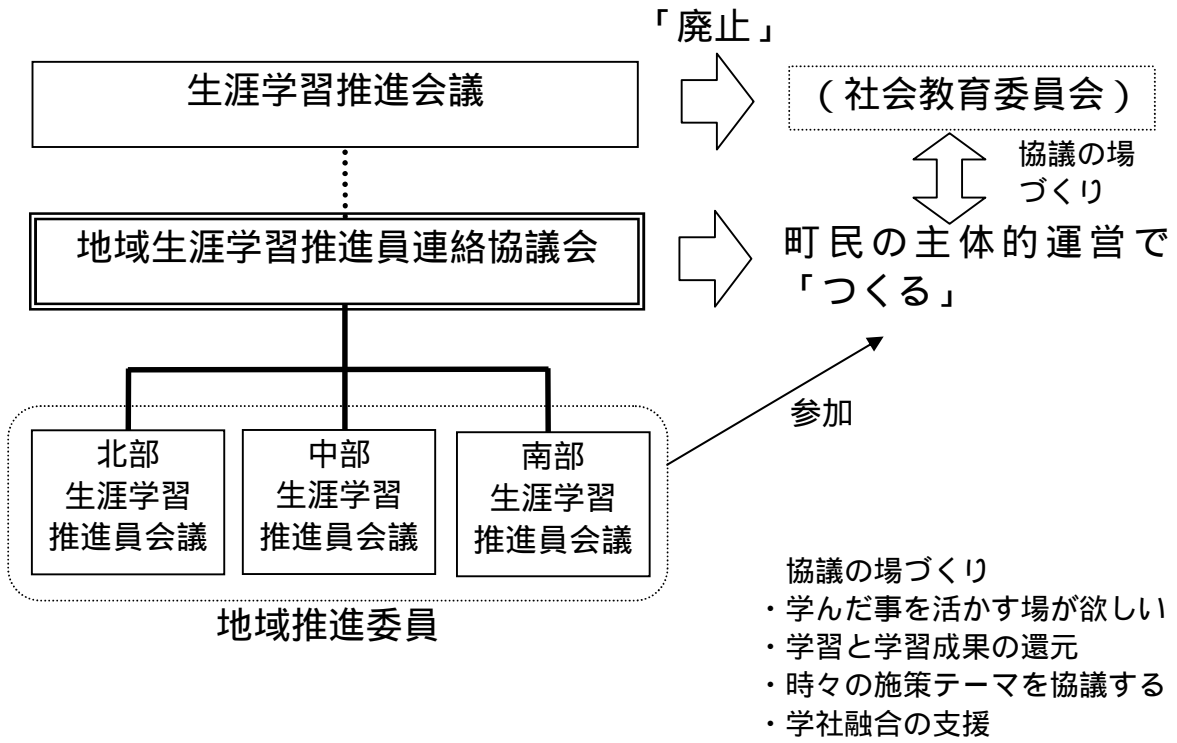 「廃止」
生涯学習推進会議
（社会教育委員会）
協議の場
づくり
地域生涯学習推進員連絡協議会
町民の主体的運営で
「つくる」
参加
北部
生涯学習
推進員会議
中部
生涯学習
推進員会議
南部
生涯学習
推進員会議
地域推進委員
協議の場づくり
・学んだ事を活かす場が欲しい
・学習と学習成果の還元
・時々の施策テーマを協議する
・学社融合の支援